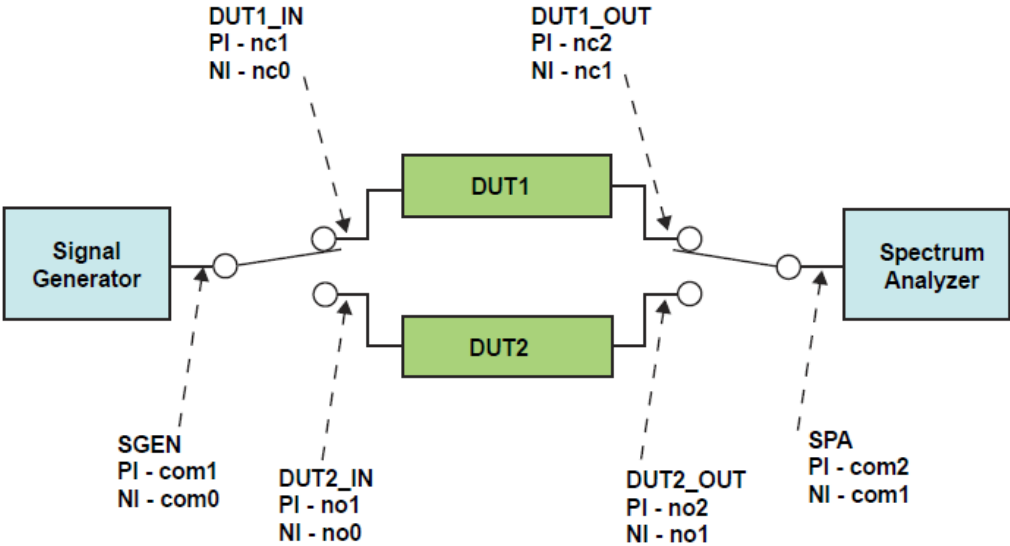 DUT1_IN
PI - nc1
NI - nc0
DUT1_OUT
PI - nc2
NI - nc1
DUT1
Signal
Generator
Spectrum
Analyzer
DUT2
SGEN
PI - com1
NI - com0
DUT2_IN
PI - no1
NI - no0
DUT2_OUT
PI - no2
NI - no1
SPA
PI - com2
NI - com1